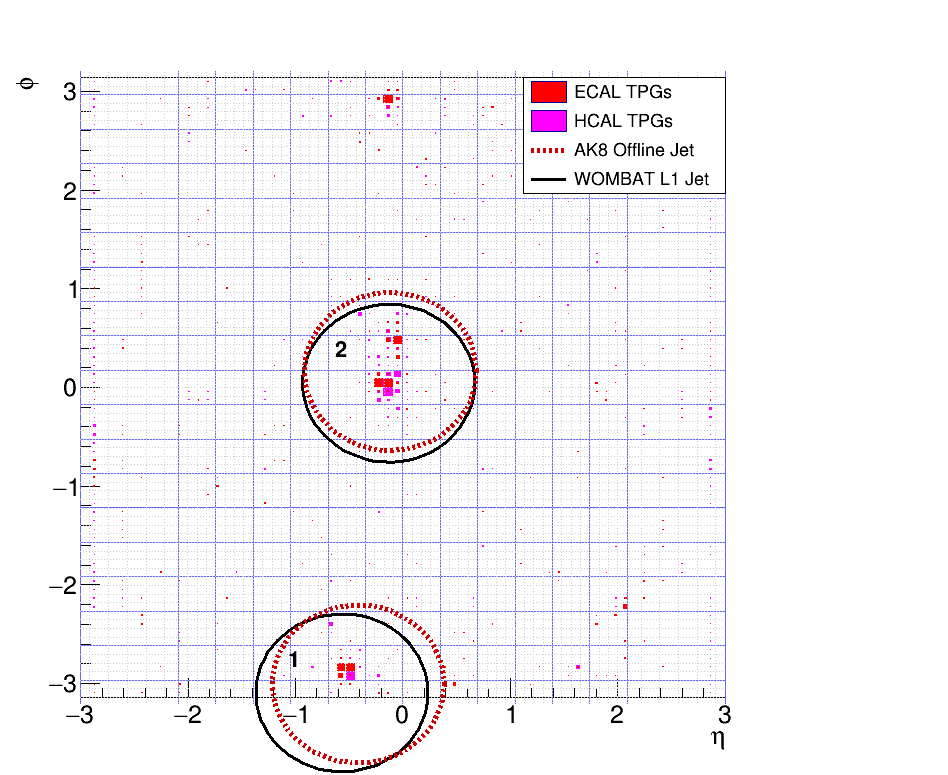 φ
3
2
1
0
−1
−2
−3
ECAL TPGs
HCAL TPGs
AK8 Offline Jet
WOMBAT L1 Jet
2
1
−3 −2 −1 0 1 2 3
η